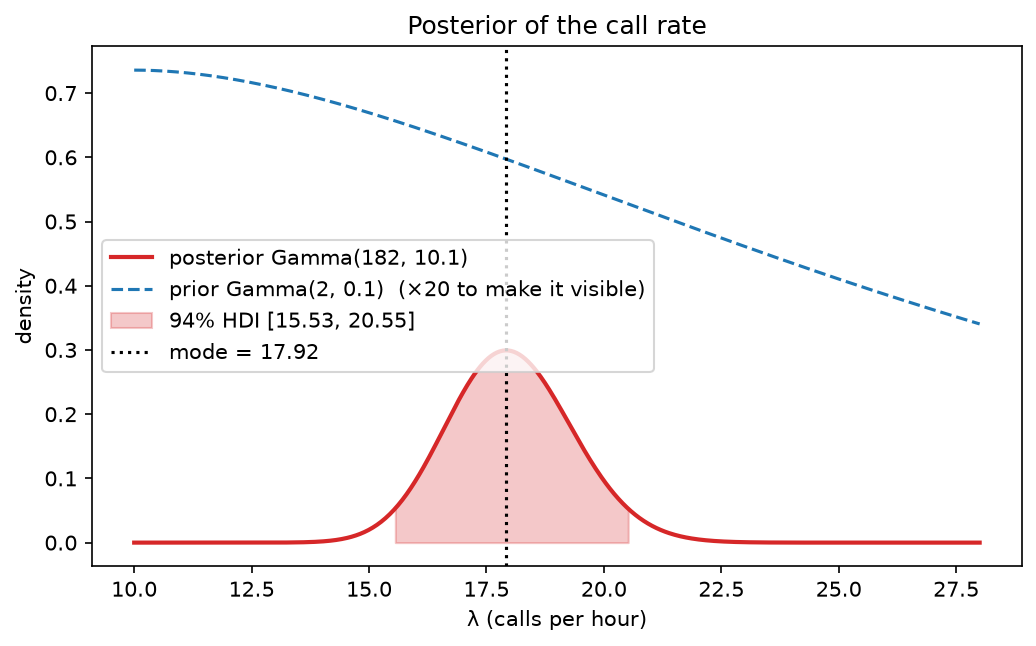 Posterior of the call rate
density
0.7
0.6
0.5
0.4
0.3
0.2
0.1
0.0
posterior Gamma(182, 10.1)
prior Gamma(2, 0.1)  (×20 to make it visible)
94% HDI [15.53, 20.55]
mode = 17.92
10.0 12.5 15.0 17.5 20.0 22.5 25.0 27.5
λ (calls per hour)